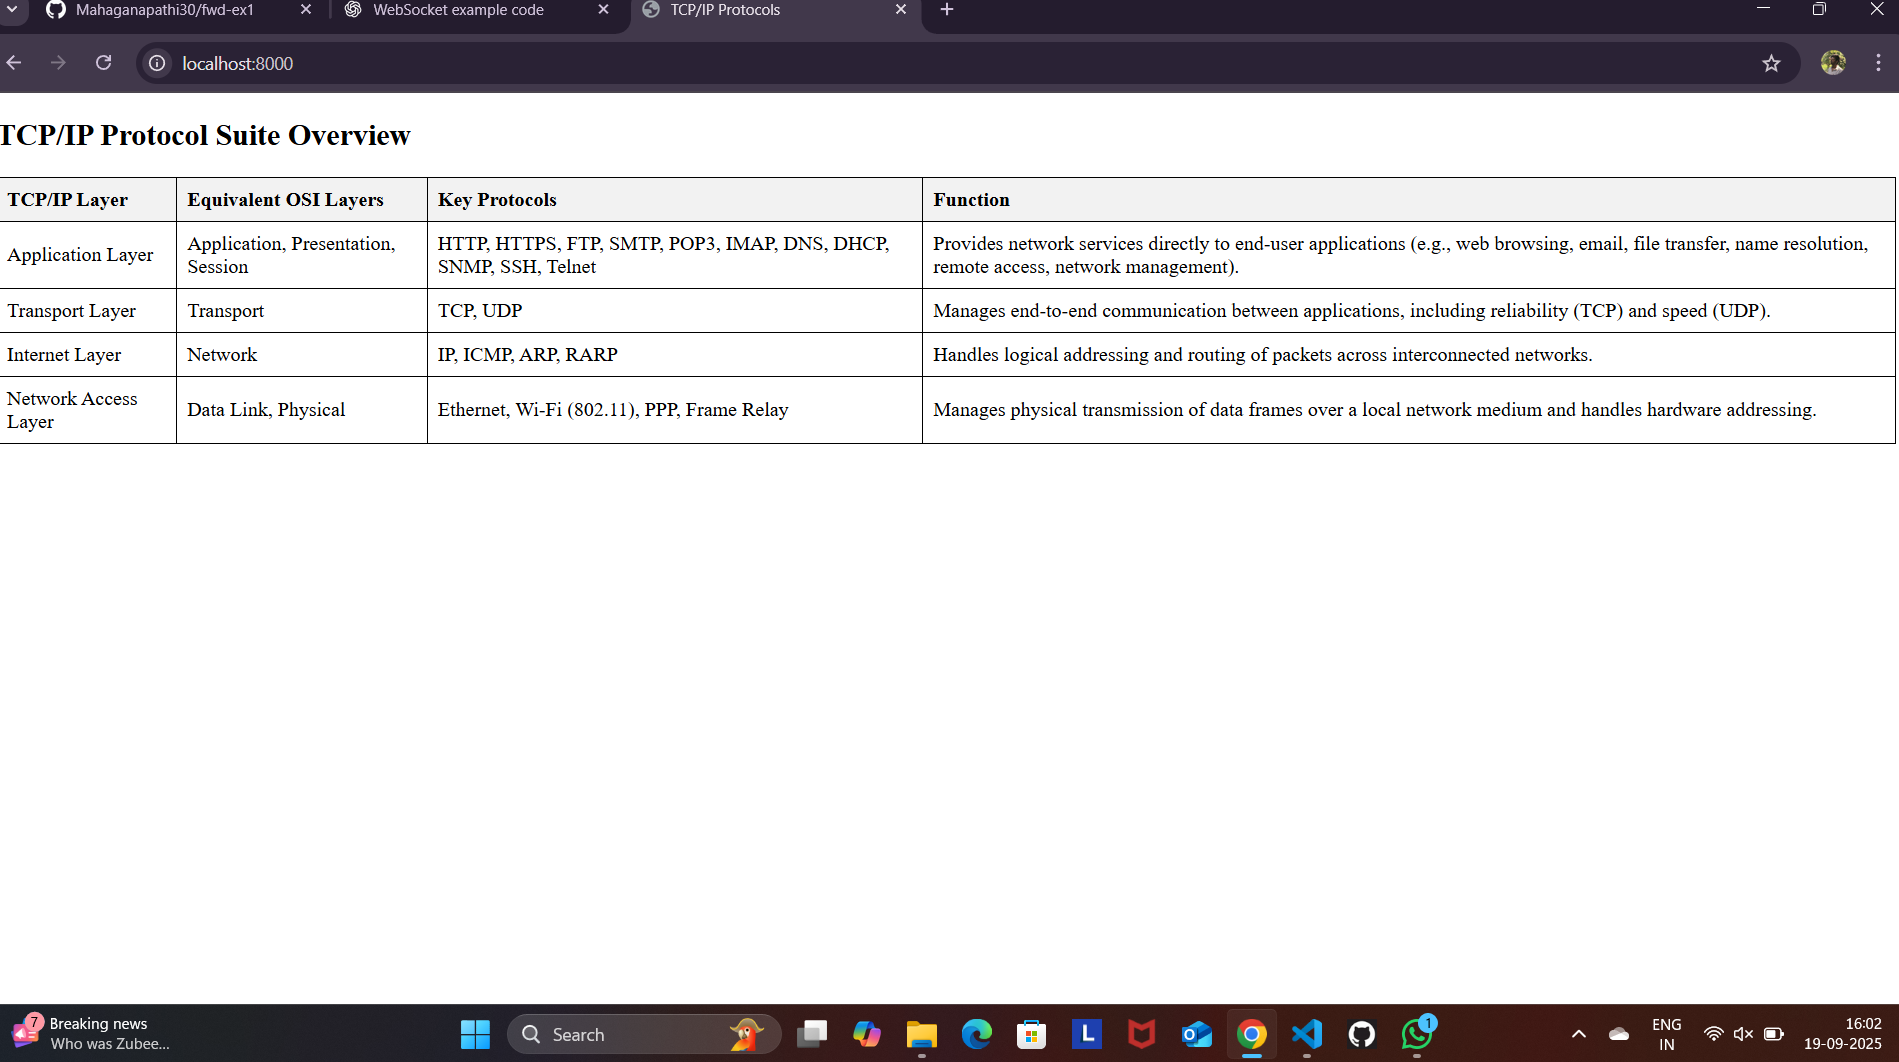 Mahaganapathi30/fwd-ex1
WebSocket example code
TCP/IP Protocols
localhost:8000
TCP/IP Protocol Suite Overview
TCP/IP Layer
Equivalent OSI Layers
Key Protocols
Function
Application Layer
Application, Presentation,
Session
HTTP, HTTPS, FTP, SMTP, POP3, IMAP, DNS, DHCP,
SNMP, SSH, Telnet
Provides network services directly to end-user applications (e.g., web browsing, email, file transfer, name resolution,
remote access, network management).
Transport Layer
Transport
TCP, UDP
Manages end-to-end communication between applications, including reliability (TCP) and speed (UDP).
Internet Layer
Network
IP, ICMP, ARP, RARP
Handles logical addressing and routing of packets across interconnected networks.
Network Access
Layer
Data Link, Physical
Ethernet, Wi-Fi (802.11), PPP, Frame Relay
Manages physical transmission of data frames over a local network medium and handles hardware addressing.
7
Breaking news
Who was Zubee...
Search
L
1
ENG
IN
16:02
19-09-2025